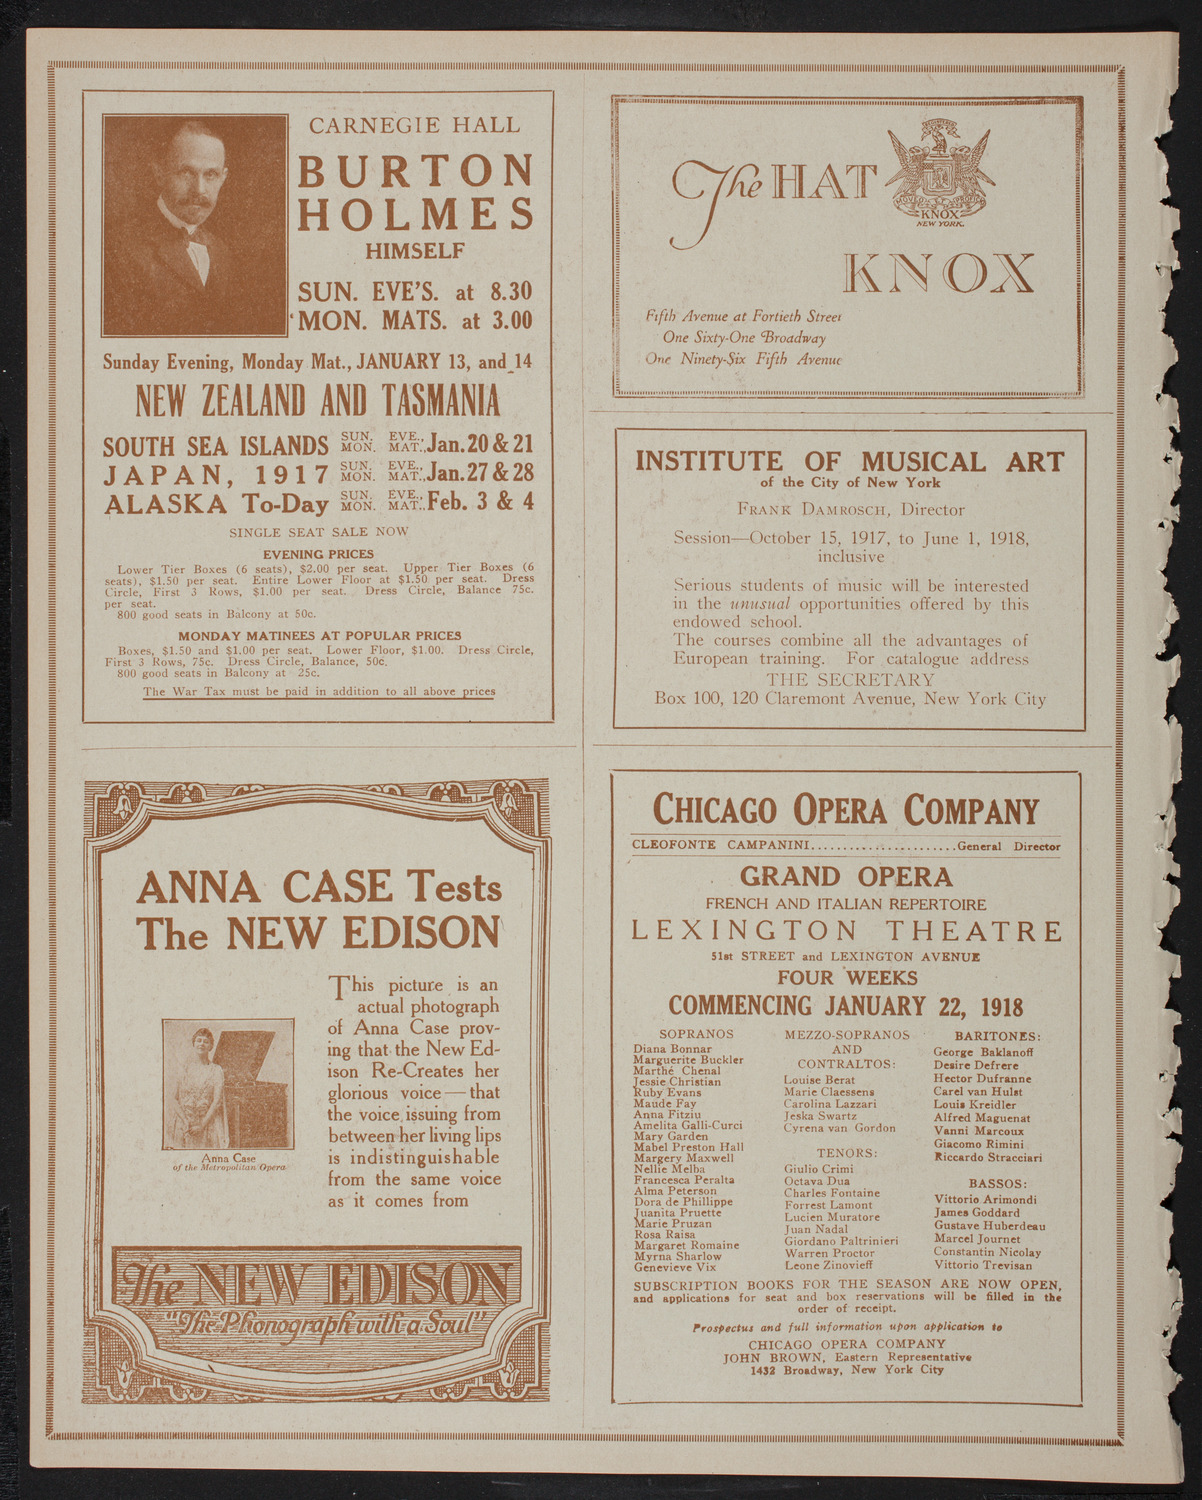 CARNEGIE HALL
BURTON
HOLMES
HIMSELF
SUN. EVE'S. at 8.30
MON. MATS. at 3.00
Sunday Evening, Monday Mat., JANUARY 13, and 14
NEW ZEALAND AND TASMANIA
SOUTH SEA ISLANDS SUN. EVE., MON. MAT., Jan. 20 & 21
JAPAN, 1917 SUN. EVE., MON. MAT., Jan. 27 & 28
ALASKA To-Day SUN. EVE., MON. MAT., Feb. 3 & 4
SINGLE SEAT SALE NOW
EVENING PRICES
Lower Tier Boxes (6 seats), $2.00 per seat. Upper Tier Boxes (6
seats), $1.50 per seat. Entire Lower Floor at $1.50 per seat. Dress
Circle, First 3 Rows, $1.00 per seat. Dress Circle, Balance 75c.
per seat.
800 good seats in Balcony at 50c.
MONDAY MATINEES AT POPULAR PRICES
Boxes, $1.50 and $1.00 per seat. Lower Floor, $1.00. Dress Circle,
First 3 Rows, 75c. Dress Circle, Balance, 50c.
800 good seats in Balcony at 25c.
The War Tax must be paid in addition to all above prices
The HAT
KNOX
NEW YORK.
KNOX
Fifth Avenue at Fortieth Street
One Sixty-One Broadway
One Ninety-Six Fifth Avenue
INSTITUTE OF MUSICAL ART
of the City of New York
FRANK DAMROSCH, Director
Session—October 15, 1917, to June 1, 1918,
inclusive
Serious students of music will be interested
in the unusual opportunities offered by this
endowed school.
The courses combine all the advantages of
European training. For catalogue address
THE SECRETARY
Box 100, 120 Claremont Avenue, New York City
ANNA CASE Tests
The NEW EDISON
This picture is an
actual photograph
of Anna Case prov-
ing that the New Ed-
ison Re-Creates her
glorious voice—that
the voice issuing from
between her living lips
is indistinguishable
from the same voice
as it comes from
Anna Case
of the Metropolitan Opera
The NEW EDISON
"The Phonograph with a Soul"
CHICAGO OPERA COMPANY
CLEOFONTE CAMPANINI.......................General Director
GRAND OPERA
FRENCH AND ITALIAN REPERTOIRE
LEXINGTON THEATRE
51st STREET and LEXINGTON AVENUE
FOUR WEEKS
COMMENCING JANUARY 22, 1918
SOPRANOS
Diana Bonnar
Marguerite Buckler
Marthé Chenal
Jessie Christian
Ruby Evans
Maude Fay
Anna Fitziu
Amelita Galli-Curci
Mary Garden
Mabel Preston Hall
Margery Maxwell
Nellie Melba
Francesca Peralta
Alma Peterson
Dora de Phillippe
Juanita Pruette
Marie Pruzan
Rosa Raisa
Margaret Romaine
Myrna Sharlow
Genevieve Vix
MEZZO-SOPRANOS
AND
CONTRALTOS:
Louise Berat
Marie Claessens
Carolina Lazzari
Jeska Swartz
Cyrena van Gordon
TENORS:
Giulio Crimi
Octava Dua
Charles Fontaine
Forrest Lamont
Lucien Muratore
Juan Nadal
Giordano Paltrinieri
Warren Proctor
Leone Zinovieff
BARITONES:
George Baklanoff
Desire Defrere
Hector Dufranne
Carel van Hulst
Louis Kreidler
Alfred Maguenat
Vanni Marcoux
Giacomo Rimini
Riccardo Stracciari
BASSOS:
Vittorio Arimondi
James Goddard
Gustave Huberdeau
Marcel Journet
Constantin Nicolay
Vittorio Trevisan
SUBSCRIPTION BOOKS FOR THE SEASON ARE NOW OPEN,
and applications for seat and box reservations will be filled in the
order of receipt.
Prospectus and full information upon application to
CHICAGO OPERA COMPANY
JOHN BROWN, Eastern Representative
1432 Broadway, New York City